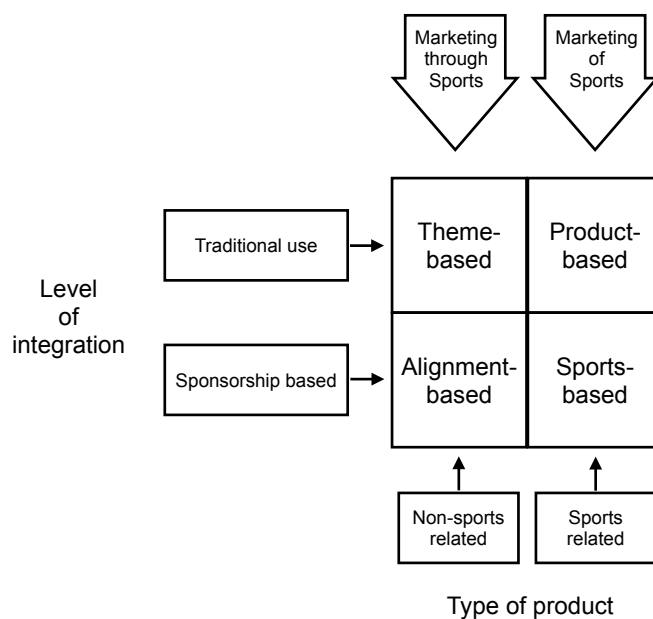 Marketing
through
Sports
Marketing
of
Sports
Traditional use
Theme-
based
Product-
based
Level
of
integration
Sponsorship based
Alignment-
based
Sports-
based
Non-sports
related
Sports
related
Type of product